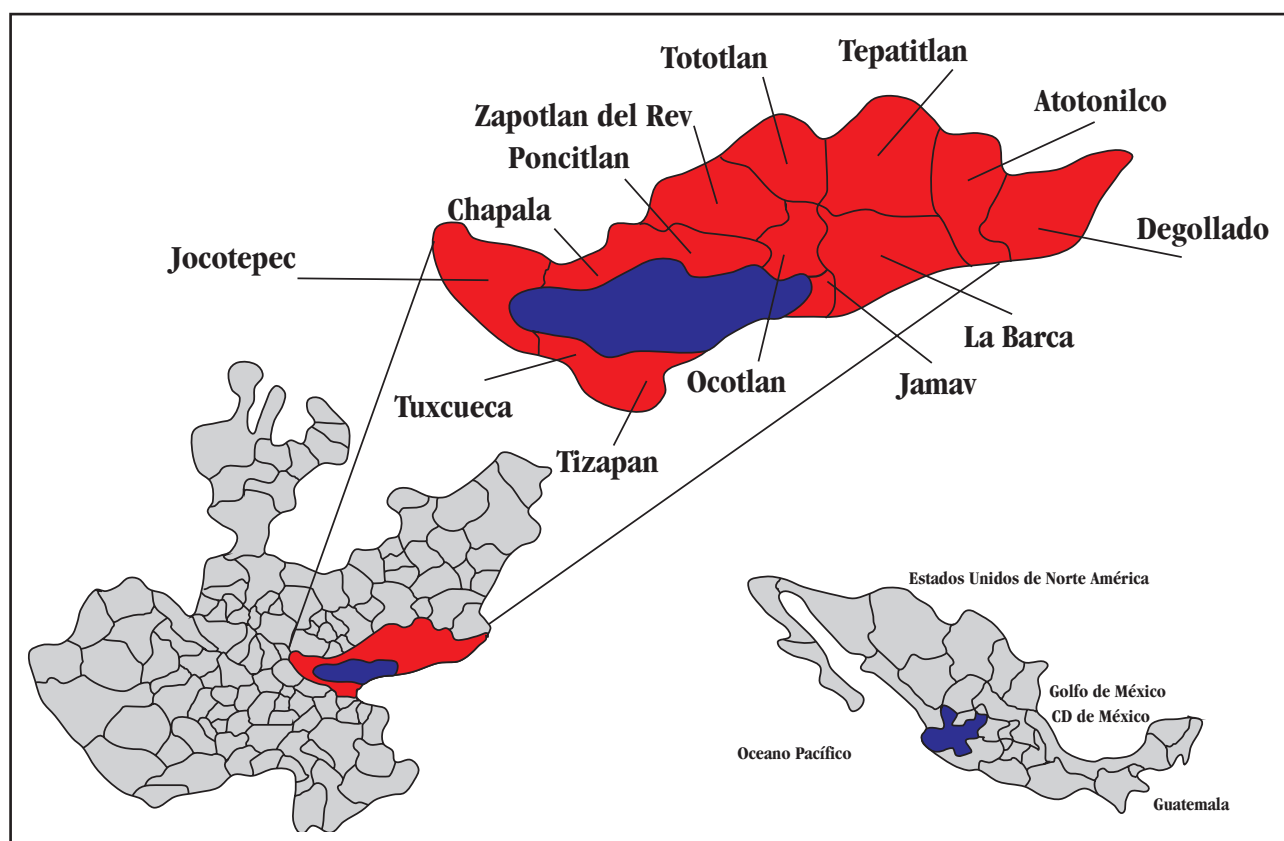 Tototlan
Tepatitlan
Atotonilco
Zapotlan del Rev
Poncitlan
Chapala
Jocotepec
Degollado
La Barca
Ocotlan
Jamav
Tuxcueca
Tizapan
Estados Unidos de Norte América
Golfo de México
CD de México
Oceano Pacífico
Guatemala